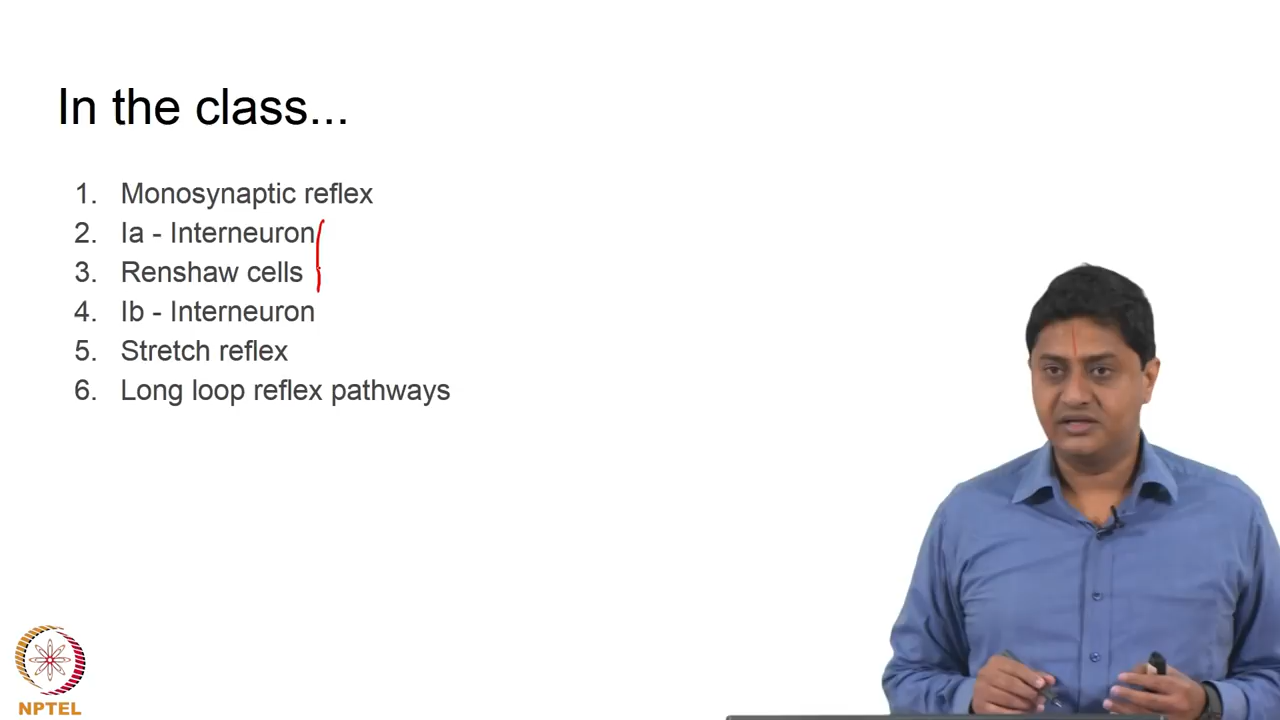 In the class...
1. Monosynaptic reflex
2. Ia - Interneuron
3. Renshaw cells
4. Ib - Interneuron
5. Stretch reflex
6. Long loop reflex pathways
NPTEL